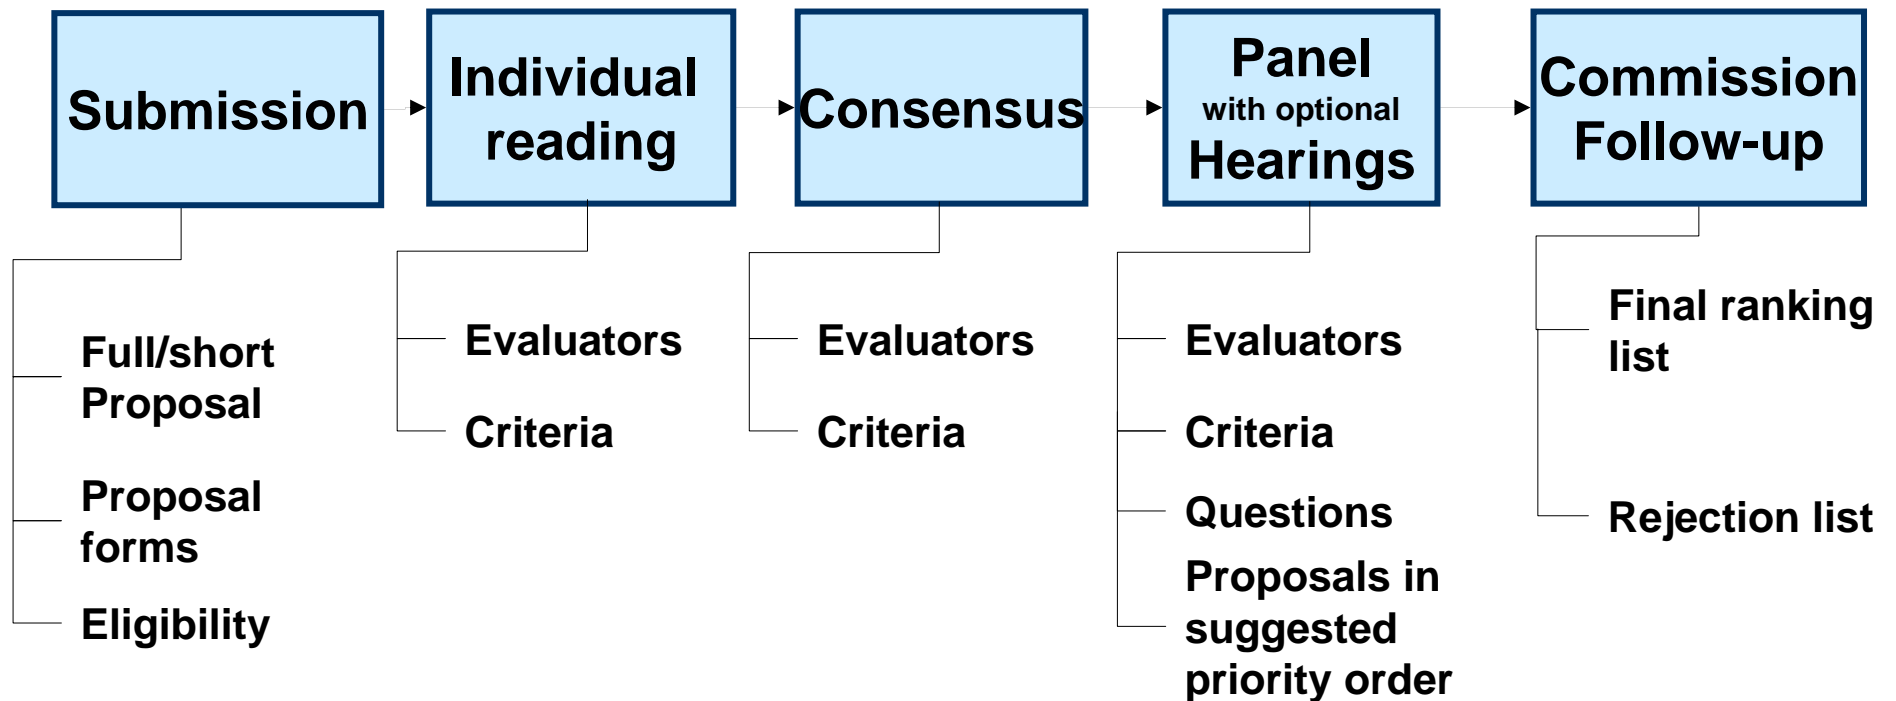 Submission
Individual
reading
Consensus
Panel
with optional
Hearings
Commission
Follow-up
Full/short
Proposal
Proposal
forms
Eligibility
Evaluators
Criteria
Evaluators
Criteria
Evaluators
Criteria
Questions
Proposals in
suggested
priority order
Final ranking
list
Rejection list